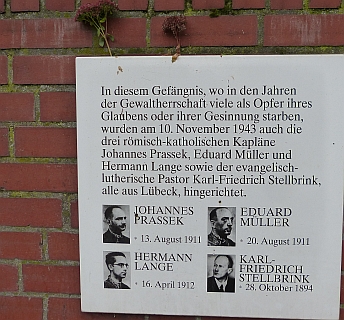 In diesem Gefängnis, wo in den Jahren
der Gewaltherrschaft viele als Opfer ihres
Glaubens oder ihrer Gesinnung starben,
wurden am 10. November 1943 auch die
drei römisch-katholischen Kapläne
Johannes Prassek, Eduard Müller und
Hermann Lange sowie der evangelisch-
lutherische Pastor Karl-Friedrich Stellbrink,
alle aus Lübeck, hingerichtet.
JOHANNES
PRASSEK
* 13. August 1911
EDUARD
MÜLLER
* 20. August 1911
HERMANN
LANGE
* 16. April 1912
KARL-
FRIEDRICH
STELLBRINK
* 28. Oktober 1894